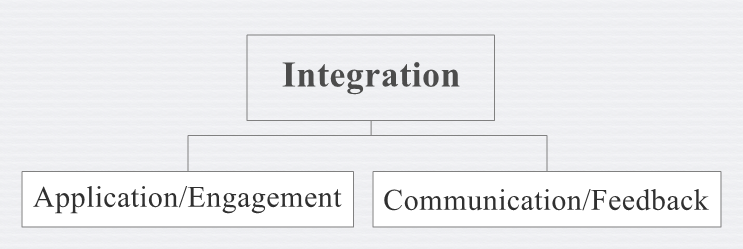 Integration
Application/Engagement
Communication/Feedback